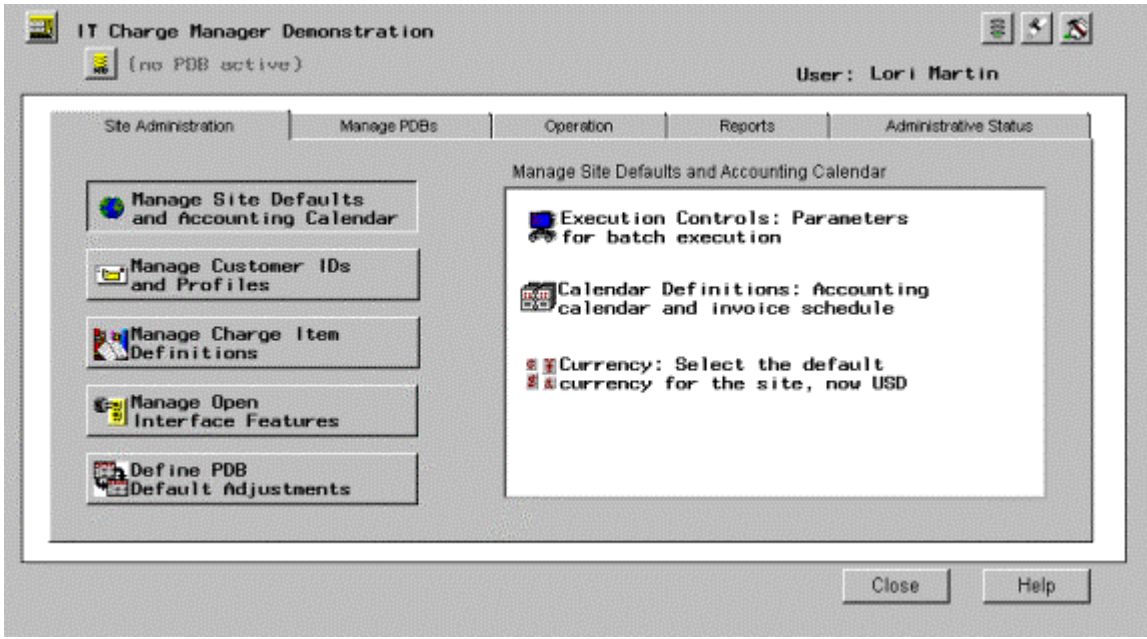 IT Charge Manager Demonstration
(no PDB active)
User: Lori Martin
Site Administration
Manage PDBs
Operation
Reports
Administrative Status
Manage Site Defaults
and Accounting Calendar
Manage Customer IDs
and Profiles
Manage Charge Item
Definitions
Manage Open
Interface Features
Define PDB
Default Adjustments
Manage Site Defaults and Accounting Calendar
Execution Controls: Parameters
for batch execution
Calendar Definitions: Accounting
calendar and invoice schedule
Currency: Select the default
currency for the site, now USD
Close
Help